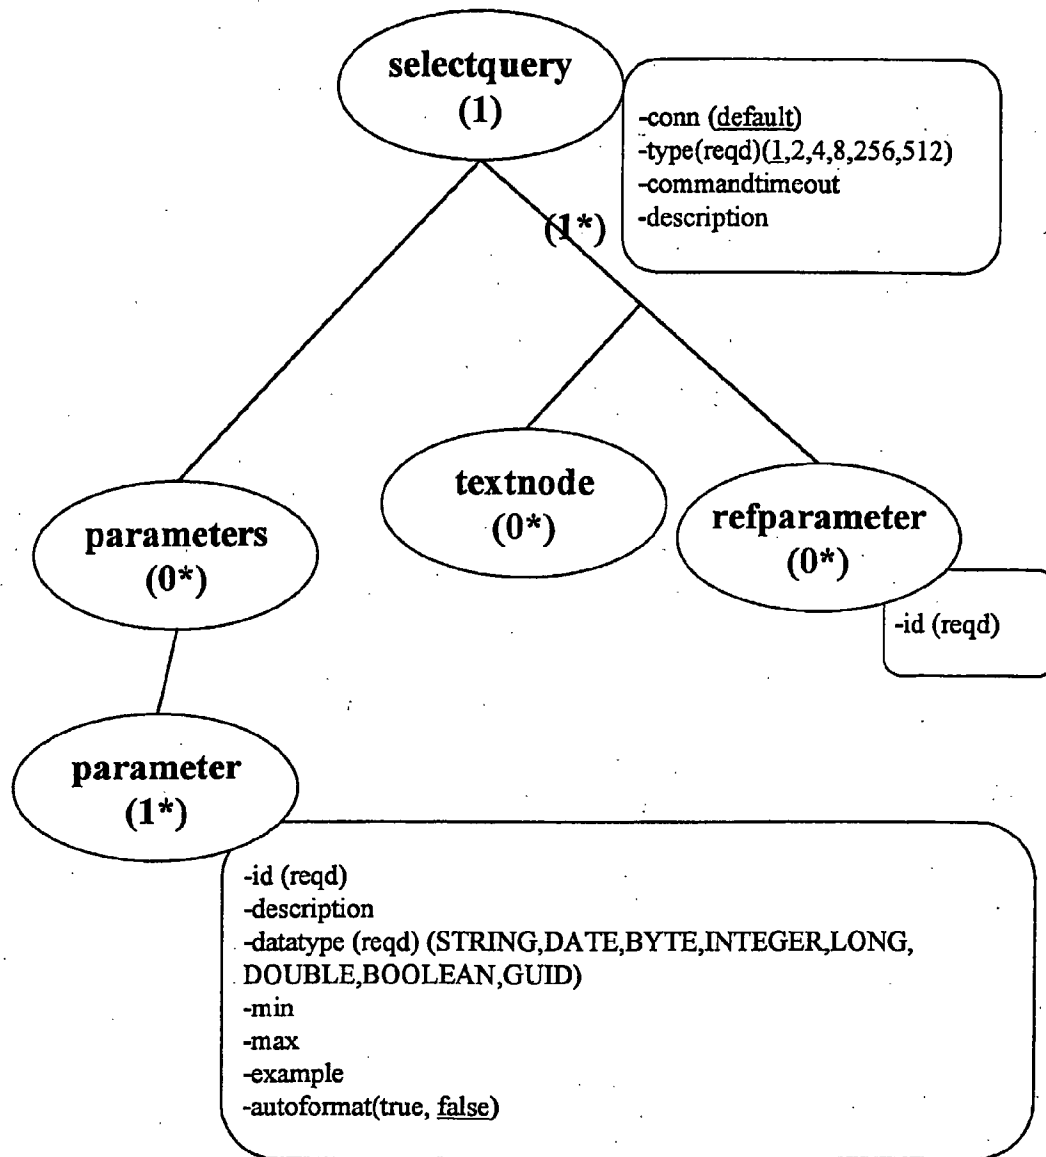 selectquery
(1)
-conn (default)
-type(reqd)(1,2,4,8,256,512)
-commandtimeout
-description
(1*)
textnode
(0*)
refparameter
(0*)
-id (reqd)
parameters
(0*)
parameter
(1*)
-id (reqd)
-description
-datatype (reqd) (STRING,DATE,BYTE,INTEGER,LONG,
DOUBLE,BOOLEAN,GUID)
-min
-max
-example
-autoformat(true, false)